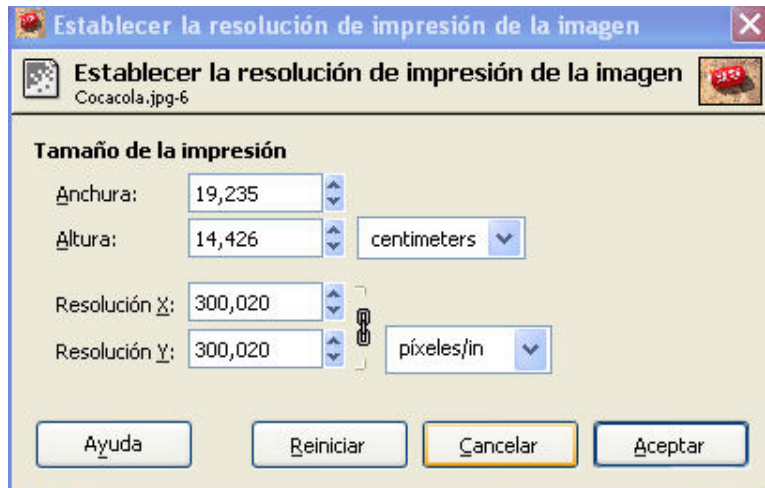 Establecer la resolución de impresión de la imagen
Establecer la resolución de impresión de la imagen
Cocacola.jpg-6
Tamaño de la impresión
Anchura: 19,235
Altura: 14,426 centimeters
Resolución X: 300,020
Resolución Y: 300,020 píxeles/in
Ayuda Reiniciar Cancelar Aceptar